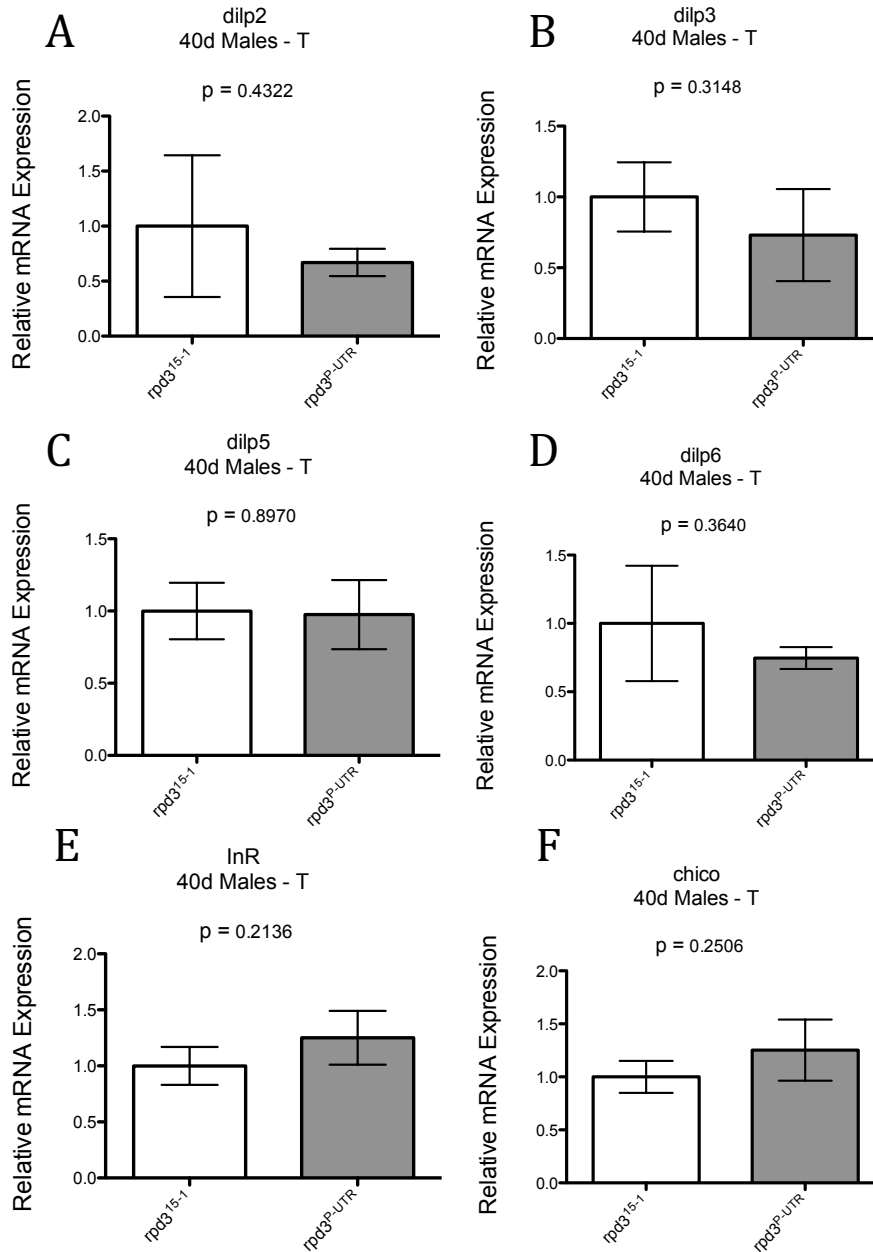 A
dilp2
40d Males - T
p = 0.4322
Relative mRNA Expression
2.0
1.5
1.0
0.5
0.0
rpd3¹⁵⁻¹
rpd3ᴾ⁻ᵁᵀᴿ
B
dilp3
40d Males - T
p = 0.3148
Relative mRNA Expression
1.5
1.0
0.5
0.0
rpd3¹⁵⁻¹
rpd3ᴾ⁻ᵁᵀᴿ
C
dilp5
40d Males - T
p = 0.8970
Relative mRNA Expression
1.5
1.0
0.5
0.0
rpd3¹⁵⁻¹
rpd3ᴾ⁻ᵁᵀᴿ
D
dilp6
40d Males - T
p = 0.3640
Relative mRNA Expression
1.5
1.0
0.5
0.0
rpd3¹⁵⁻¹
rpd3ᴾ⁻ᵁᵀᴿ
E
InR
40d Males - T
p = 0.2136
Relative mRNA Expression
2.0
1.5
1.0
0.5
0.0
rpd3¹⁵⁻¹
rpd3ᴾ⁻ᵁᵀᴿ
F
chico
40d Males - T
p = 0.2506
Relative mRNA Expression
2.0
1.5
1.0
0.5
0.0
rpd3¹⁵⁻¹
rpd3ᴾ⁻ᵁᵀᴿ